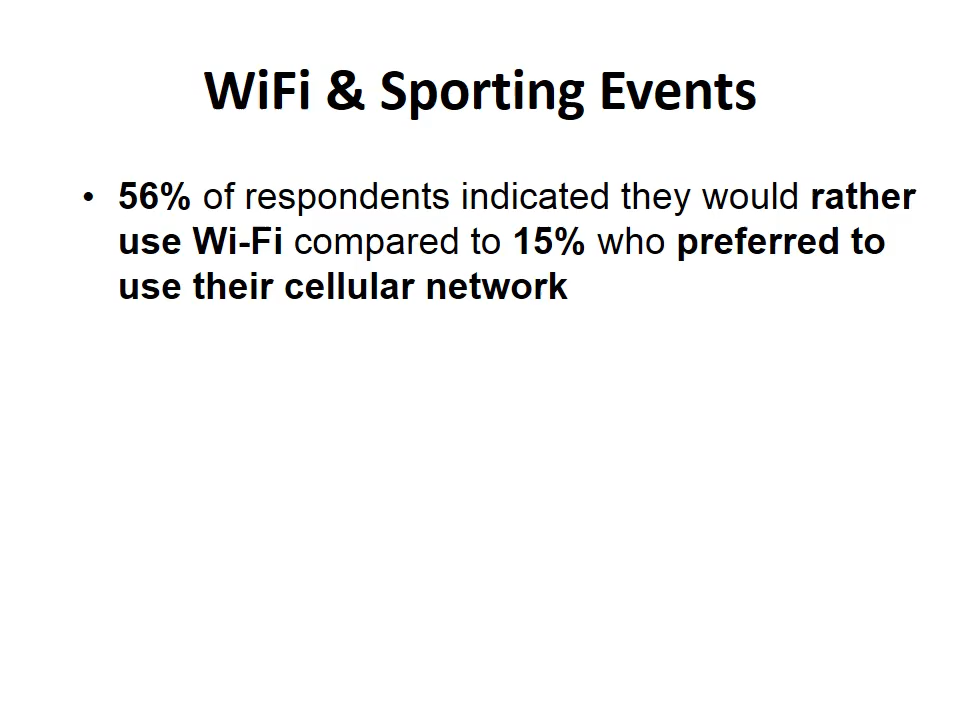 WiFi & Sporting Events
• 56% of respondents indicated they would rather
use Wi-Fi compared to 15% who preferred to
use their cellular network